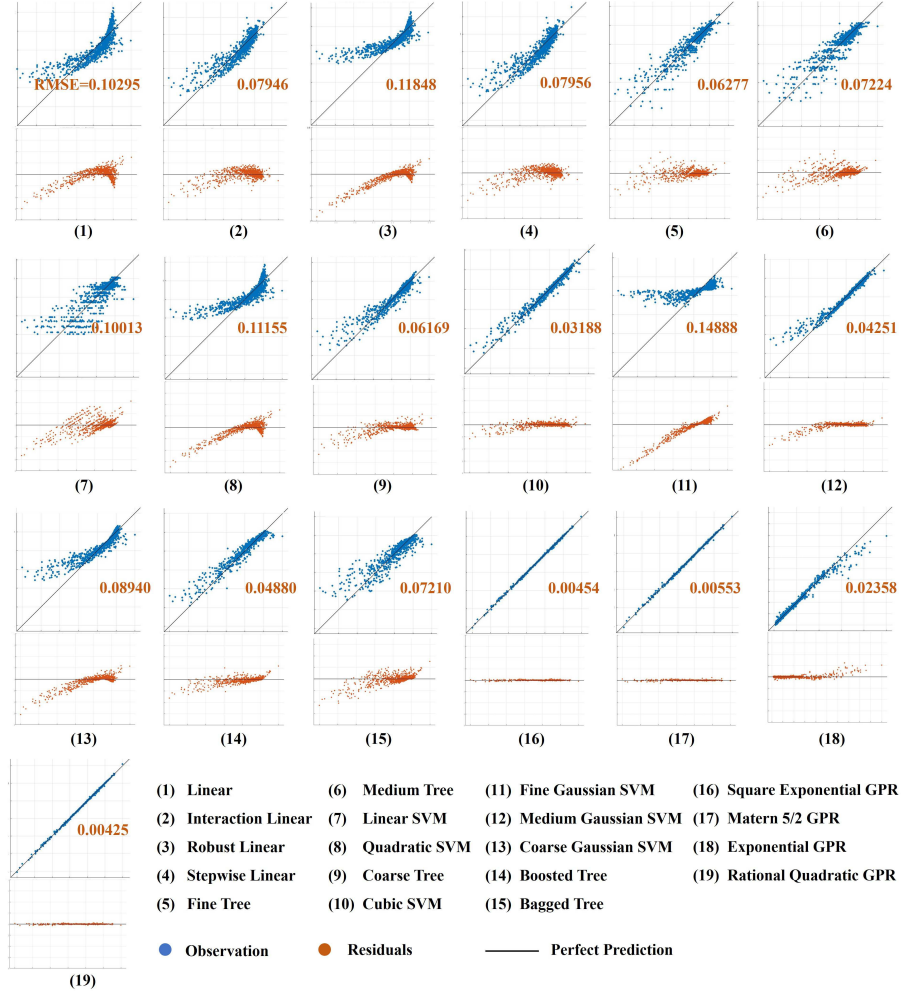 RMSE=0.10295
0.07946
0.11848
0.07956
0.06277
0.07224
(1)
(2)
(3)
(4)
(5)
(6)
0.10013
0.11155
0.06169
0.03188
0.14888
0.04251
(7)
(8)
(9)
(10)
(11)
(12)
0.08940
0.04880
0.07210
0.00454
0.00553
0.02358
(13)
(14)
(15)
(16)
(17)
(18)
0.00425
(19)
(1) Linear
(2) Interaction Linear
(3) Robust Linear
(4) Stepwise Linear
(5) Fine Tree
(6) Medium Tree
(7) Linear SVM
(8) Quadratic SVM
(9) Coarse Tree
(10) Cubic SVM
(11) Fine Gaussian SVM
(12) Medium Gaussian SVM
(13) Coarse Gaussian SVM
(14) Boosted Tree
(15) Bagged Tree
(16) Square Exponential GPR
(17) Matern 5/2 GPR
(18) Exponential GPR
(19) Rational Quadratic GPR
Observation
Residuals
Perfect Prediction